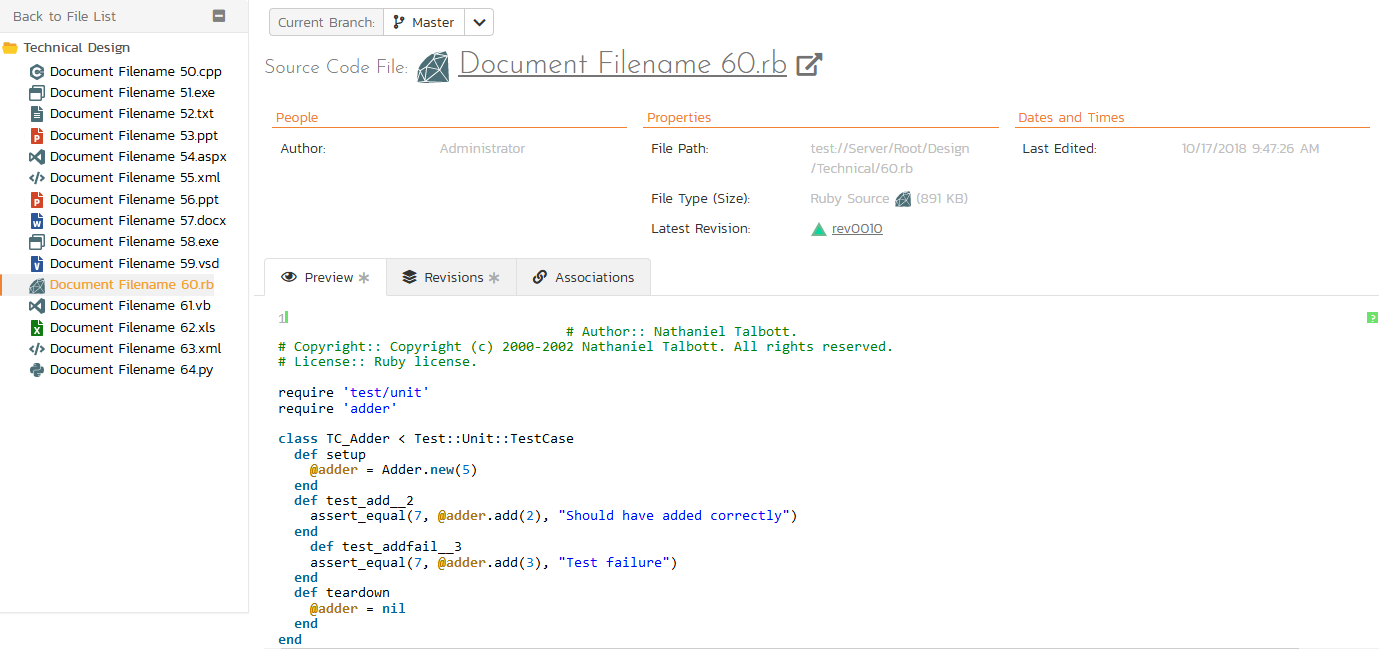 Back to File List
Technical Design
Document Filename 50.cpp
Document Filename 51.exe
Document Filename 52.txt
Document Filename 53.ppt
Document Filename 54.aspx
Document Filename 55.xml
Document Filename 56.ppt
Document Filename 57.docx
Document Filename 58.exe
Document Filename 59.vsd
Document Filename 60.rb
Document Filename 61.vb
Document Filename 62.xls
Document Filename 63.xml
Document Filename 64.py
Current Branch: Master
Source Code File: Document Filename 60.rb
People
Author: Administrator
Properties
File Path: test://Server/Root/Design
/Technical/60.rb
File Type (Size): Ruby Source (891 KB)
Latest Revision: rev0010
Dates and Times
Last Edited: 10/17/2018 9:47:26 AM
Preview Revisions Associations
1
# Author:: Nathaniel Talbott.
# Copyright:: Copyright (c) 2000-2002 Nathaniel Talbott. All rights reserved.
# License:: Ruby license.
require 'test/unit'
require 'adder'
class TC_Adder < Test::Unit::TestCase
def setup
@adder = Adder.new(5)
end
def test_add__2
assert_equal(7, @adder.add(2), "Should have added correctly")
end
def test_addfail__3
assert_equal(7, @adder.add(3), "Test failure")
end
def teardown
@adder = nil
end
end